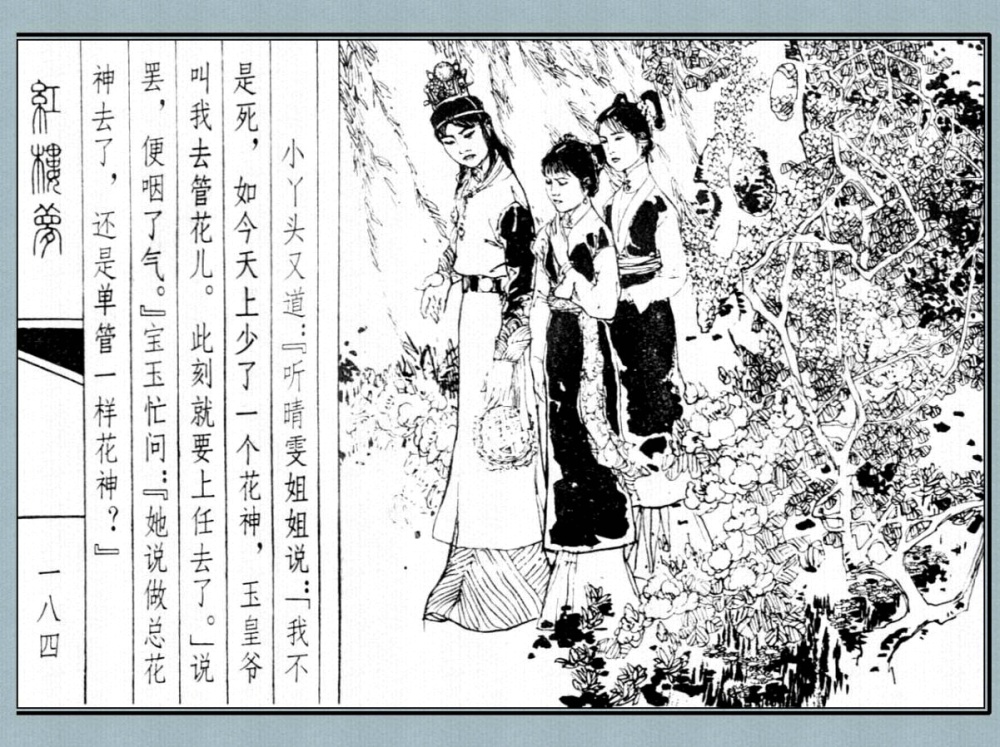 小丫头又道：『听晴雯姐姐说：「我不
是死，如今天上少了一个花神，玉皇爷
叫我去管花儿。此刻就要上任去了。」说
罢，便咽了气。』宝玉忙问：『她说做总花
神去了，还是单管一样花神？』
紅樓夢
一八四